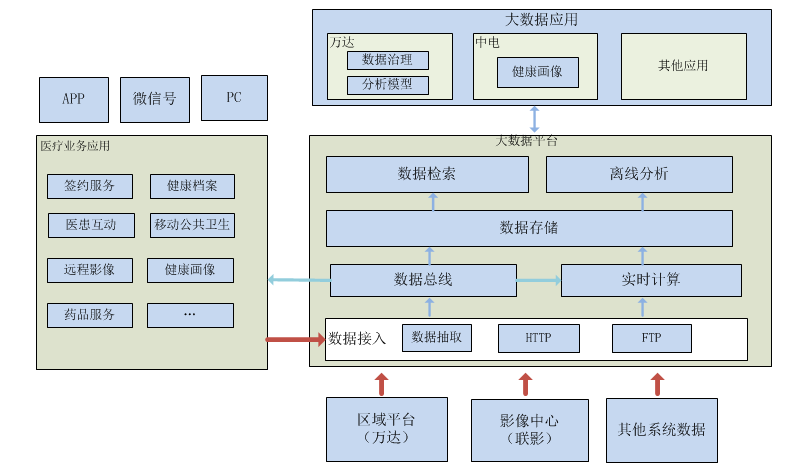 大数据应用
万达
数据治理
分析模型
中电
健康画像
其他应用
APP
微信号
PC
医疗业务应用
签约服务
健康档案
医患互动
移动公共卫生
远程影像
健康画像
药品服务
…
大数据平台
数据检索
离线分析
数据存储
数据总线
实时计算
数据接入
数据抽取
HTTP
FTP
区域平台
（万达）
影像中心
（联影）
其他系统数据